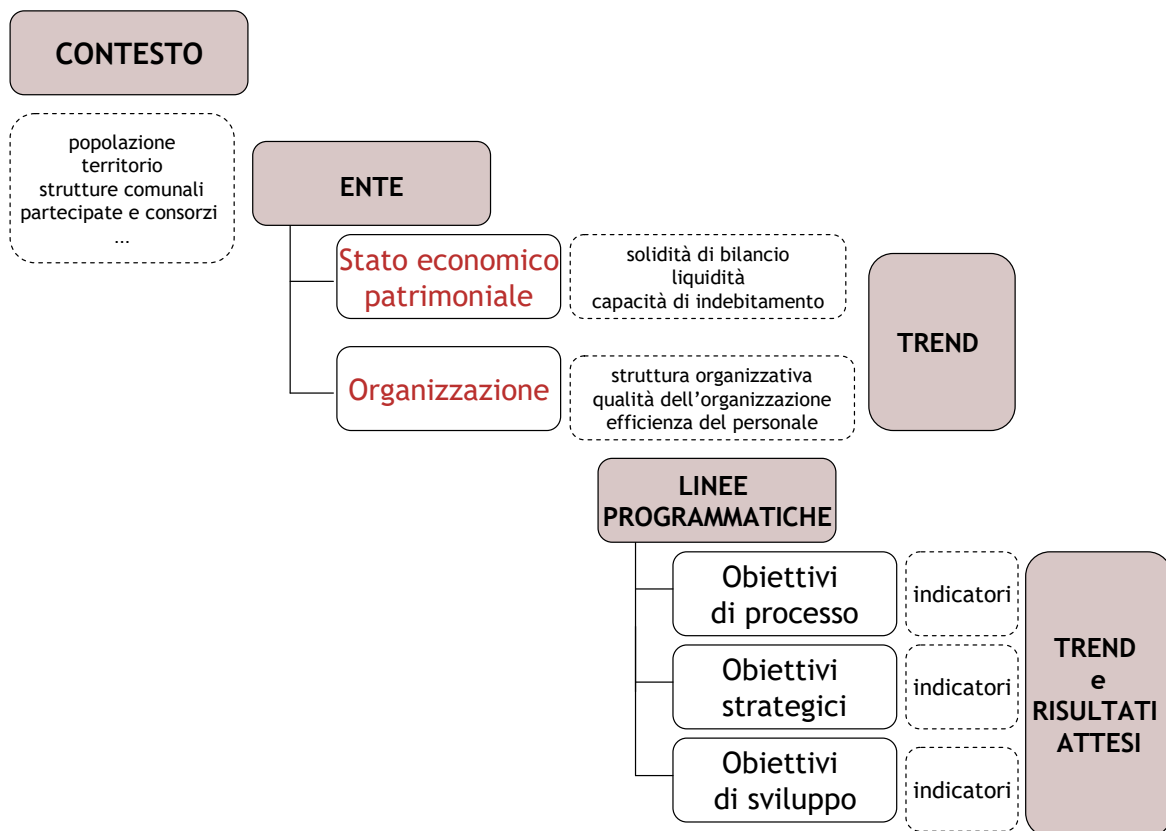 CONTESTO
popolazione
territorio
strutture comunali
partecipate e consorzi
...
ENTE
Stato economico
patrimoniale
solidità di bilancio
liquidità
capacità di indebitamento
Organizzazione
struttura organizzativa
qualità dell’organizzazione
efficienza del personale
TREND
LINEE
PROGRAMMATICHE
Obiettivi
di processo
indicatori
Obiettivi
strategici
indicatori
Obiettivi
di sviluppo
indicatori
TREND
e
RISULTATI
ATTESI